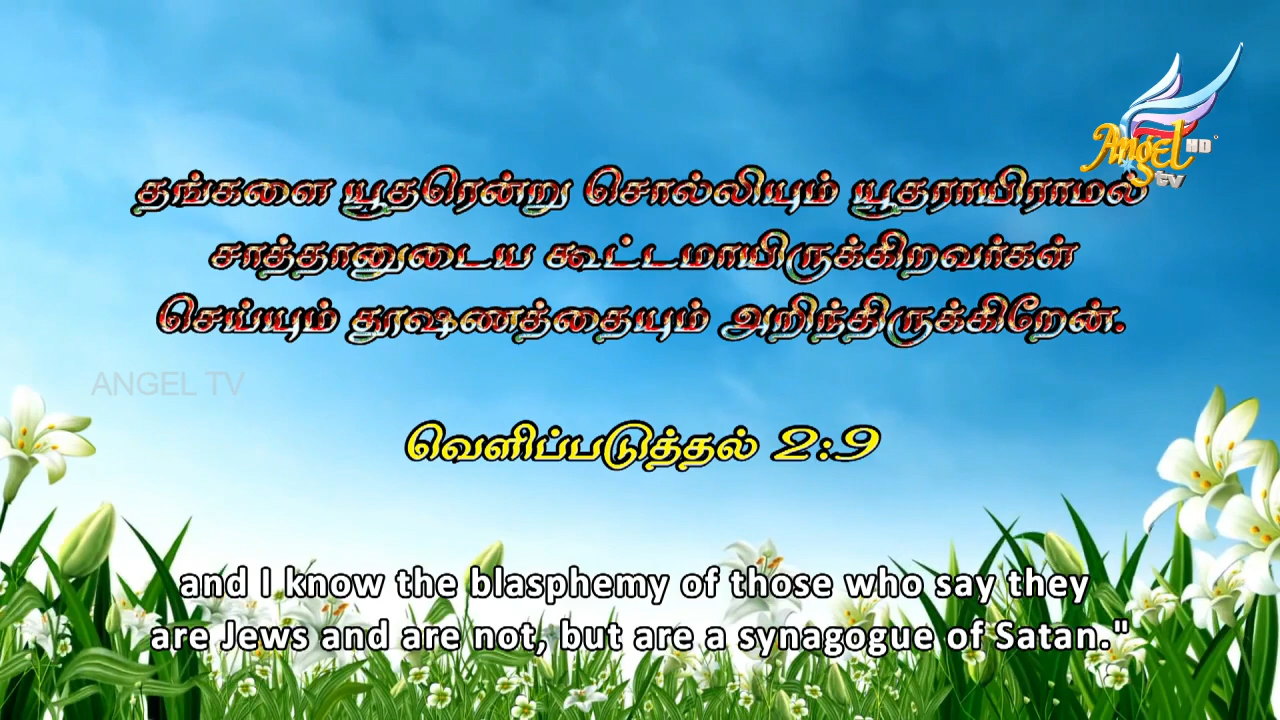 Angel HD
tv
தங்களை யூதரென்று சொல்லியும் யூதராயிராமல்
சாத்தானுடைய கூட்டமாயிருக்கிறவர்கள்
செய்யும் தூஷணத்தையும் அறிந்திருக்கிறேன்.
ANGEL TV
வெளிப்படுத்தல் 2:9
and I know the blasphemy of those who say they
are Jews and are not, but are a synagogue of Satan."